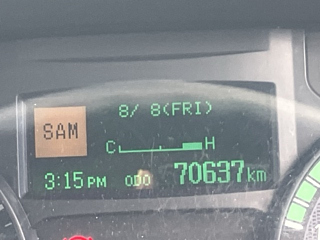 8/ 8(FRI)
SAM
C H
3:15PM ODO 70637km